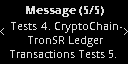 Message (5/5)
Tests 4. CryptoChain-
< TronSR Ledger >
Transactions Tests 5.